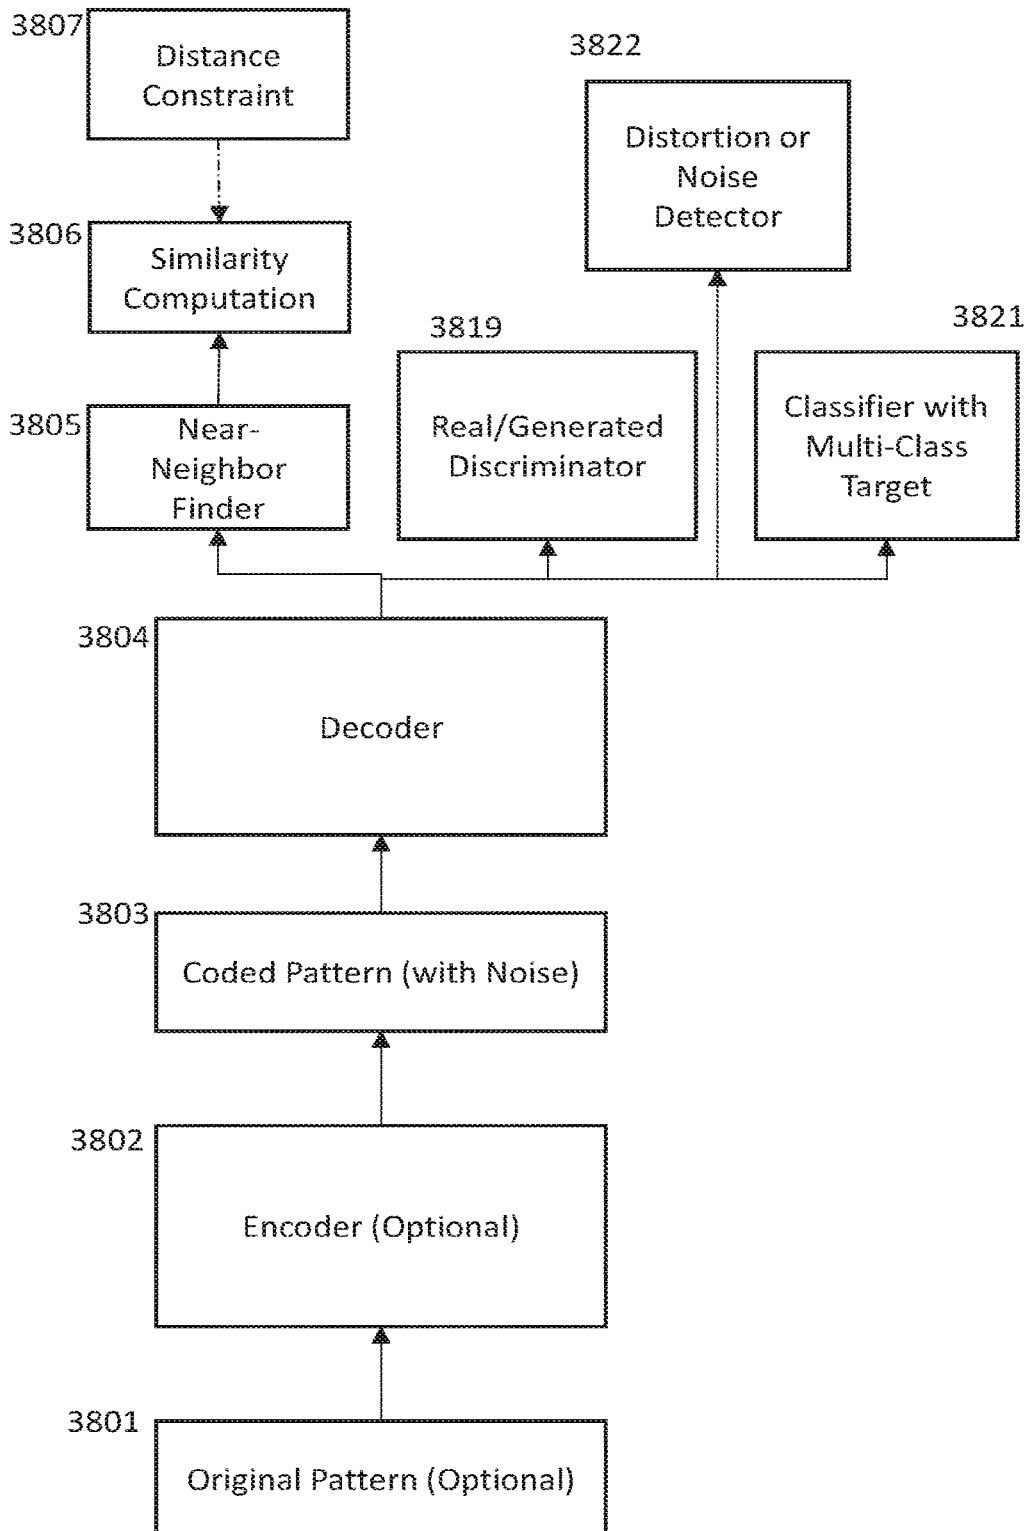 3807
Distance
Constraint
3822
Distortion or
Noise
Detector
3806
Similarity
Computation
3819
Real/Generated
Discriminator
3821
Classifier with
Multi-Class
Target
3805
Near-
Neighbor
Finder
3804
Decoder
3803
Coded Pattern (with Noise)
3802
Encoder (Optional)
3801
Original Pattern (Optional)